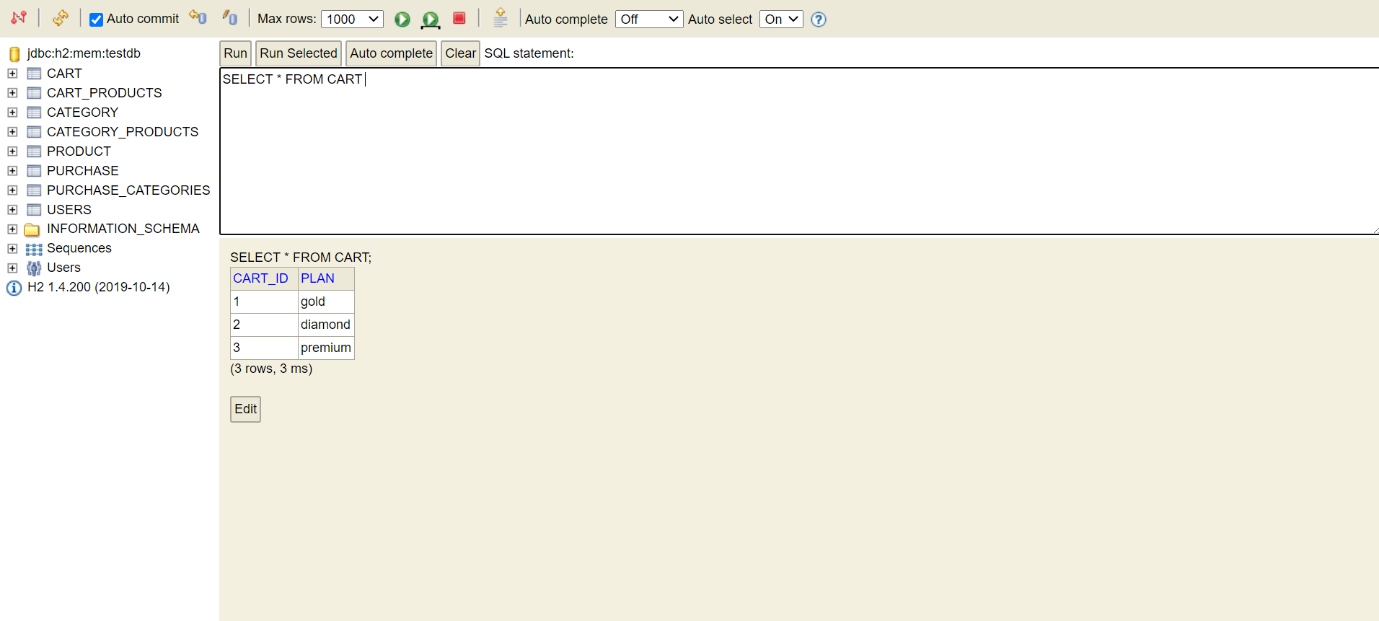 Auto commit Max rows: 1000 Auto complete Off Auto select On
jdbc:h2:mem:testdb
CART
CART_PRODUCTS
CATEGORY
CATEGORY_PRODUCTS
PRODUCT
PURCHASE
PURCHASE_CATEGORIES
USERS
INFORMATION_SCHEMA
Sequences
Users
H2 1.4.200 (2019-10-14)
Run Run Selected Auto complete Clear SQL statement:
SELECT * FROM CART
SELECT * FROM CART;
CART_ID PLAN
1 gold
2 diamond
3 premium
(3 rows, 3 ms)
Edit